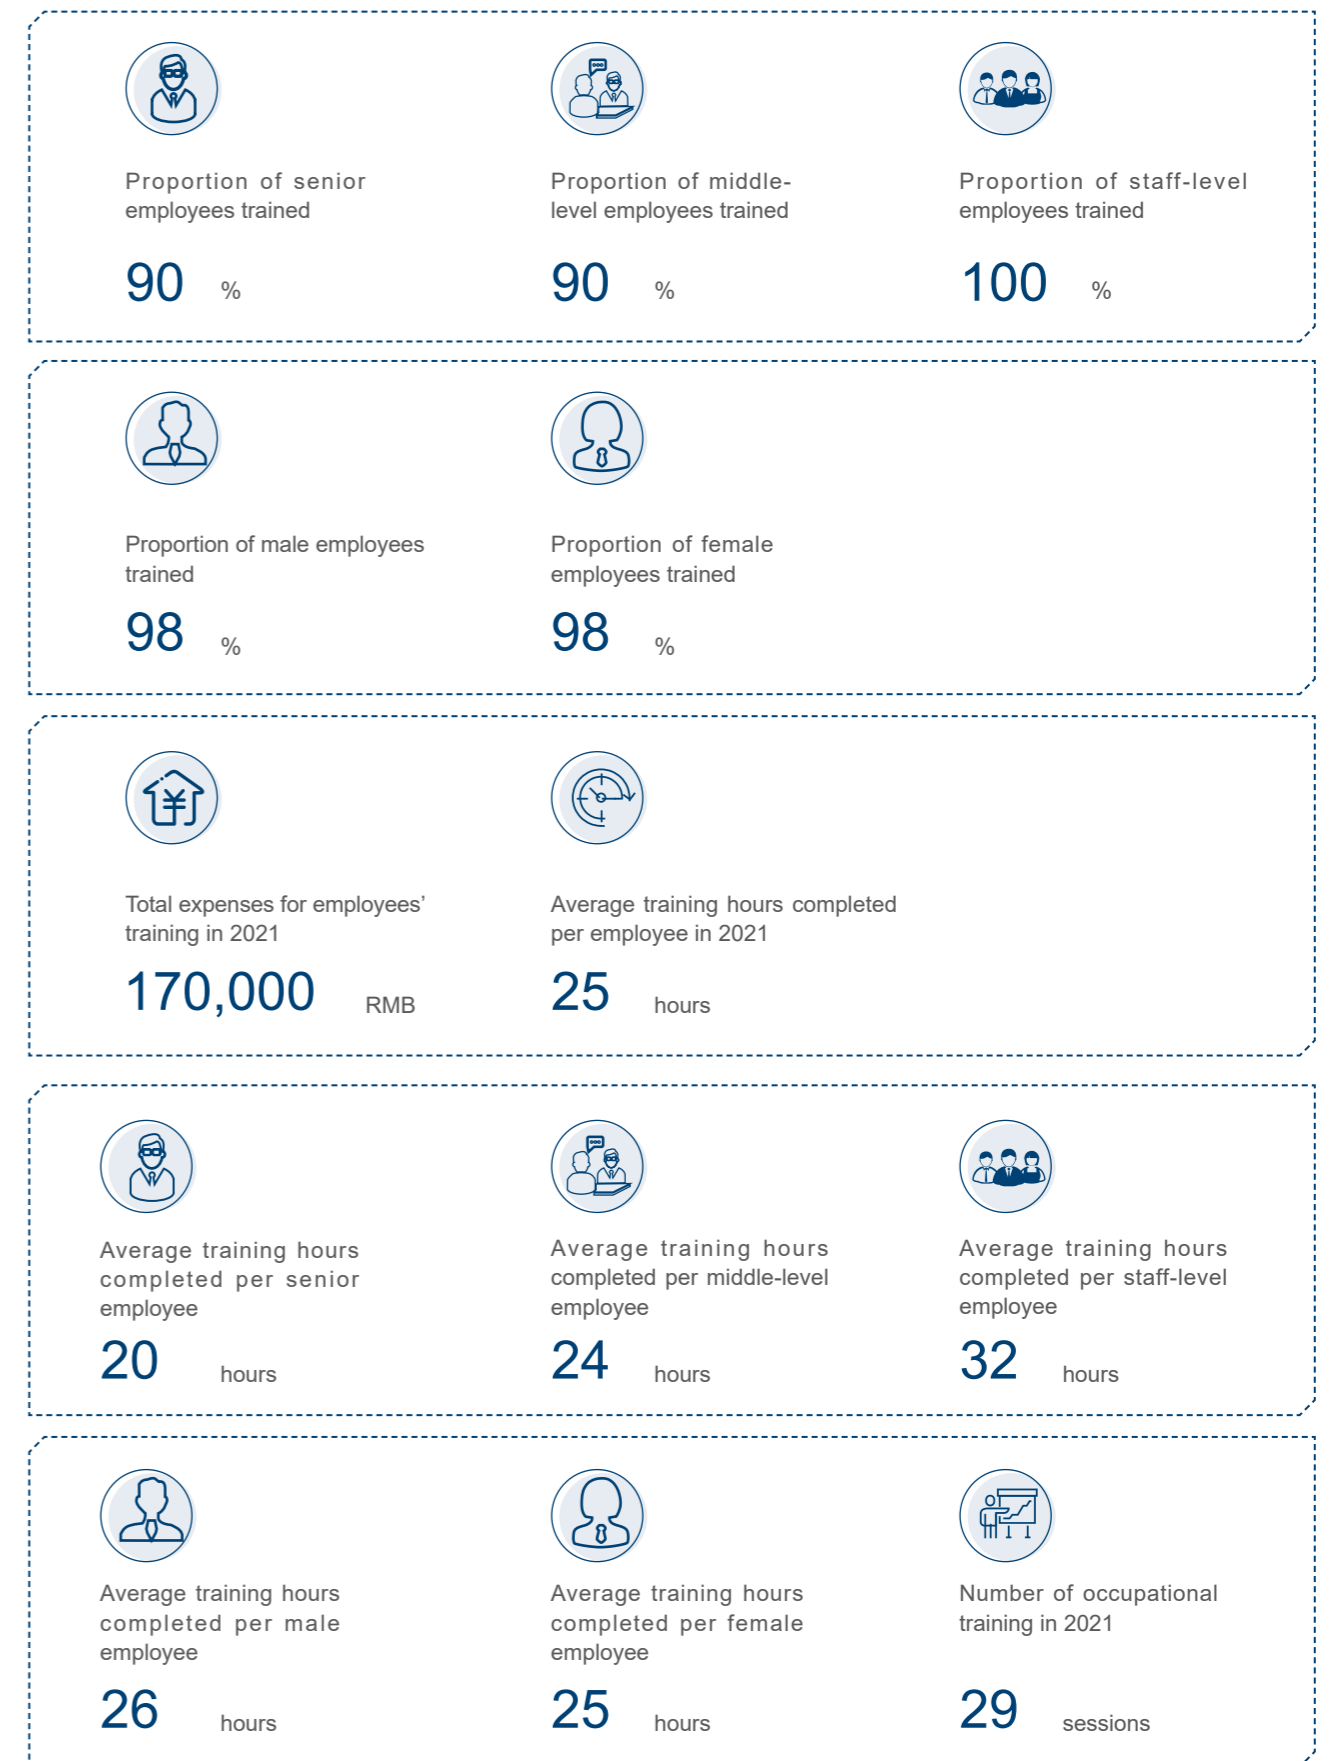 Proportion of senior
employees trained
90 %
Proportion of middle-
level employees trained
90 %
Proportion of staff-level
employees trained
100 %
Proportion of male employees
trained
98 %
Proportion of female
employees trained
98 %
Total expenses for employees’
training in 2021
170,000 RMB
Average training hours completed
per employee in 2021
25 hours
Average training hours
completed per senior
employee
20 hours
Average training hours
completed per middle-level
employee
24 hours
Average training hours
completed per staff-level
employee
32 hours
Average training hours
completed per male
employee
26 hours
Average training hours
completed per female
employee
25 hours
Number of occupational
training in 2021
29 sessions